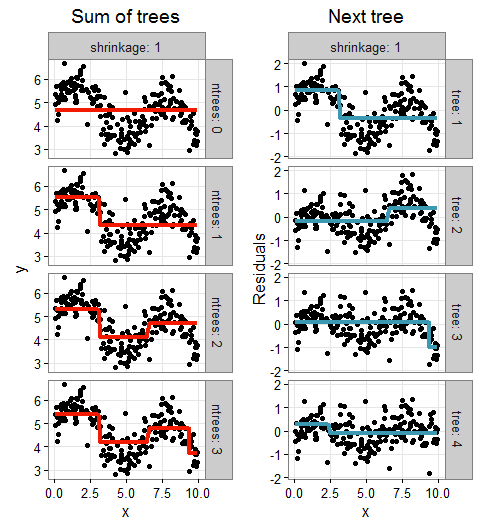 Sum of trees
Next tree
shrinkage: 1
shrinkage: 1
6
5
4
3
ntrees: 0
2
1
0
-1
-2
tree: 1
6
5
4
3
ntrees: 1
2
1
0
-1
-2
tree: 2
y
Residuals
6
5
4
3
ntrees: 2
2
1
0
-1
-2
tree: 3
6
5
4
3
ntrees: 3
2
1
0
-1
-2
tree: 4
0.0 2.5 5.0 7.5 10.0
0.0 2.5 5.0 7.5 10.0
x
x